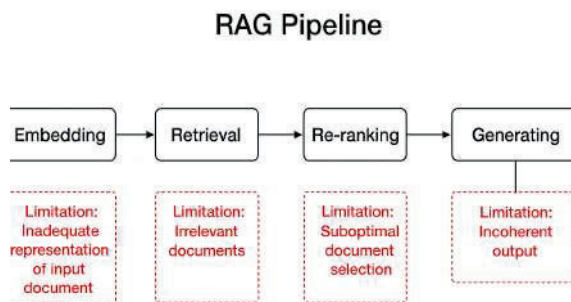 RAG Pipeline
Embedding
Retrieval
Re-ranking
Generating
Limitation:
Inadequate
representation
of input
document
Limitation:
Irrelevant
documents
Limitation:
Suboptimal
document
selection
Limitation:
Incoherent
output